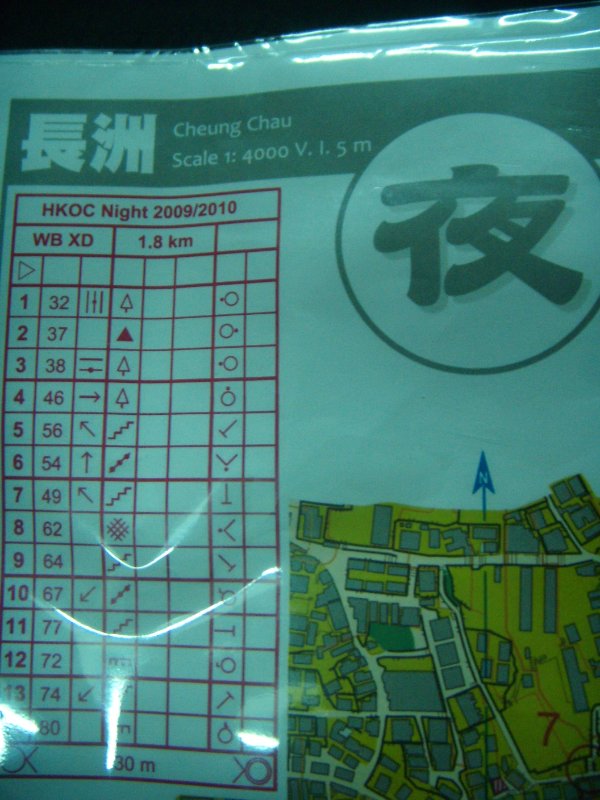 長洲
Cheung Chau
Scale 1: 4000 V. I. 5 m
夜
HKOC Night 2009/2010
WB XD 1.8 km
1 32
2 37
3 38
4 46
5 56
6 54
7 49
8 62
9 64
10 67
11 77
12 72
13 74
80
30 m
N
7